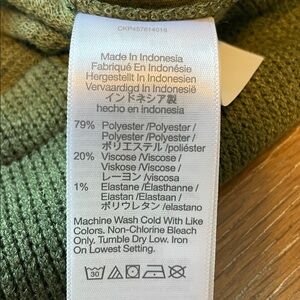 CKP457614016
Made In Indonesia
Fabriqué En Indonésie
Hergestellt In Indonesien
Vervaardigd In Indonesië
インドネシア製
hecho en indonesia
79% Polyester /Polyester /
Polyester /Polyester /
ポリエステル /poliéster
20% Viscose /Viscose /
Viskose /Viscose /
レーヨン /viscosa
1% Elastane /Élasthanne /
Elastan /Elastaan /
ポリウレタン /elastano
Machine Wash Cold With Like
Colors. Non-Chlorine Bleach
Only. Tumble Dry Low. Iron
On Lowest Setting.
30